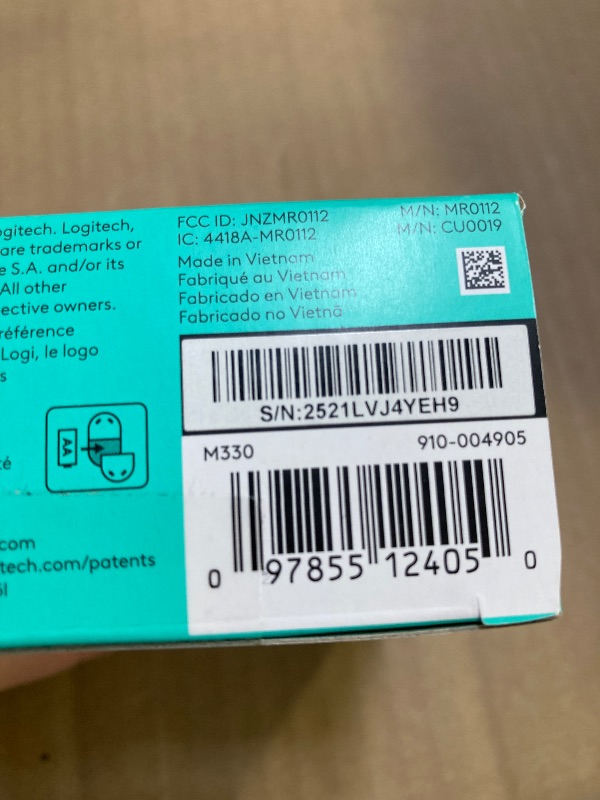 ogitech. Logitech,
are trademarks or
e S.A. and/or its
All other
ective owners.
référence
Logi, le logo
s
té
AA
com
tech.com/patents
FCC ID: JNZMR0112
IC: 4418A-MR0112
M/N: MR0112
M/N: CU0019
Made in Vietnam
Fabriqué au Vietnam
Fabricado en Vietnam
Fabricado no Vietnã
S/N:2521LVJ4YEH9
M330 910-004905
0 97855 12405 0